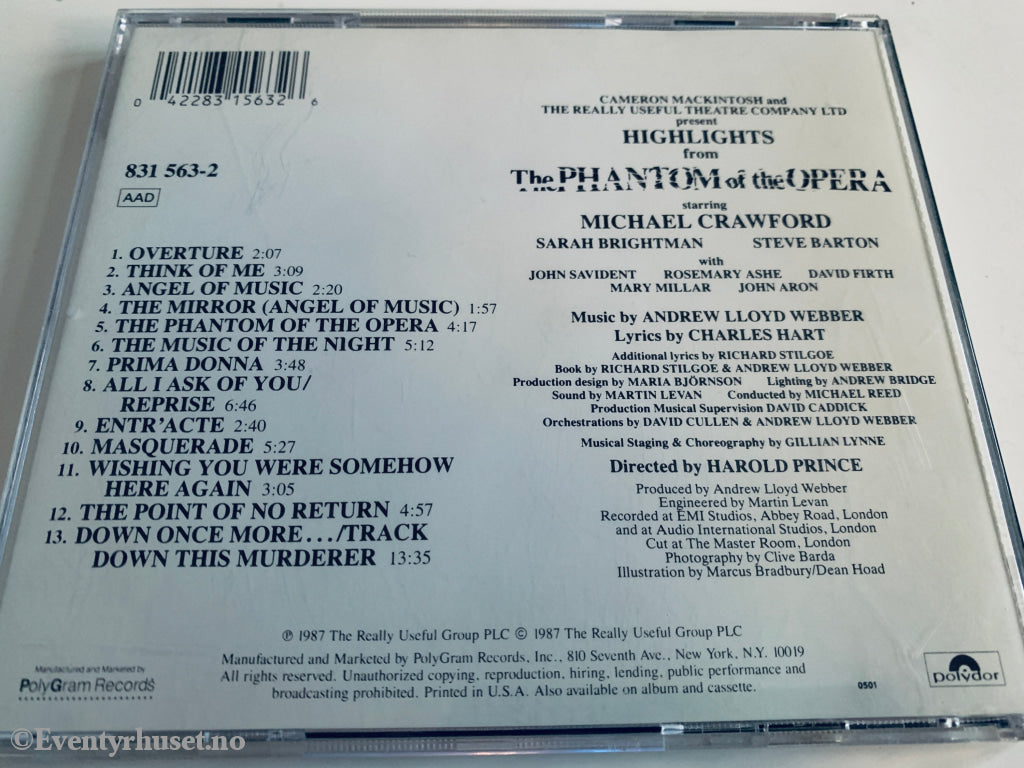 0 42283 15632 6
831 563-2
AAD
1. OVERTURE 2:07
2. THINK OF ME 3:09
3. ANGEL OF MUSIC 2:20
4. THE MIRROR (ANGEL OF MUSIC) 1:57
5. THE PHANTOM OF THE OPERA 4:17
6. THE MUSIC OF THE NIGHT 5:12
7. PRIMA DONNA 3:48
8. ALL I ASK OF YOU/
REPRISE 6:46
9. ENTR'ACTE 2:40
10. MASQUERADE 5:27
11. WISHING YOU WERE SOMEHOW
HERE AGAIN 3:05
12. THE POINT OF NO RETURN 4:57
13. DOWN ONCE MORE.../TRACK
DOWN THIS MURDERER 13:35
CAMERON MACKINTOSH and
THE REALLY USEFUL THEATRE COMPANY LTD
present
HIGHLIGHTS
from
The PHANTOM of the OPERA
starring
MICHAEL CRAWFORD
SARAH BRIGHTMAN STEVE BARTON
with
JOHN SAVIDENT ROSEMARY ASHE DAVID FIRTH
MARY MILLAR JOHN ARON
Music by ANDREW LLOYD WEBBER
Lyrics by CHARLES HART
Additional lyrics by RICHARD STILGOE
Book by RICHARD STILGOE & ANDREW LLOYD WEBBER
Production design by MARIA BJÖRNSON Lighting by ANDREW BRIDGE
Sound by MARTIN LEVAN Conducted by MICHAEL REED
Production Musical Supervision DAVID CADDICK
Orchestrations by DAVID CULLEN & ANDREW LLOYD WEBBER
Musical Staging & Choreography by GILLIAN LYNNE
Directed by HAROLD PRINCE
Produced by Andrew Lloyd Webber
Engineered by Martin Levan
Recorded at EMI Studios, Abbey Road, London
and at Audio International Studios, London
Cut at The Master Room, London
Photography by Clive Barda
Illustration by Marcus Bradbury/Dean Hoad
℗ 1987 The Really Useful Group PLC © 1987 The Really Useful Group PLC
Manufactured and Marketed by PolyGram Records, Inc., 810 Seventh Ave., New York, N.Y. 10019
All rights reserved. Unauthorized copying, reproduction, hiring, lending, public performance and
broadcasting prohibited. Printed in U.S.A. Also available on album and cassette.
Manufactured and Marketed by
PolyGram Records
0501
polydor
©Eventyrhuset.no